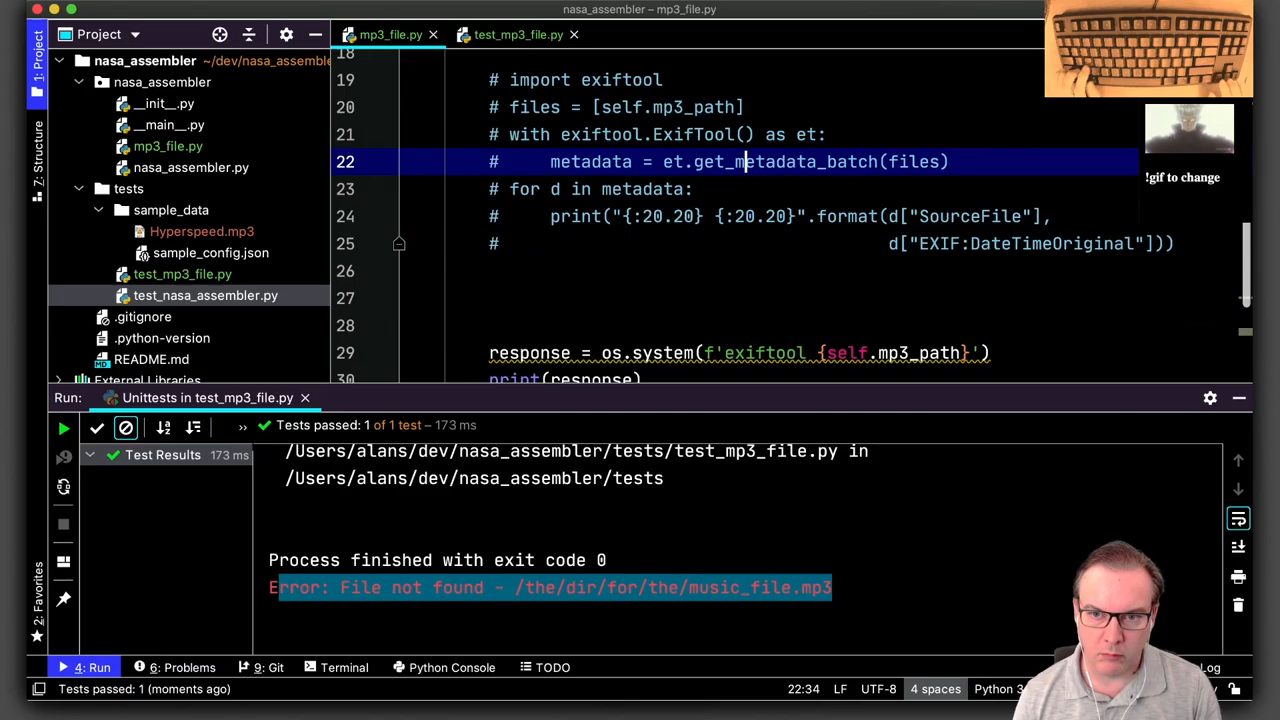 nasa_assembler – mp3_file.py
Project
mp3_file.py
test_mp3_file.py
1: Project
7: Structure
2: Favorites
nasa_assembler ~/dev/nasa_assemble
nasa_assembler
__init__.py
__main__.py
mp3_file.py
nasa_assembler.py
tests
sample_data
Hyperspeed.mp3
sample_config.json
test_mp3_file.py
test_nasa_assembler.py
.gitignore
.python-version
README.md
External Libraries
18
19 # import exiftool
20 # files = [self.mp3_path]
21 # with exiftool.ExifTool() as et:
22 # metadata = et.get_metadata_batch(files)
23 # for d in metadata:
24 # print("{:20.20} {:20.20}".format(d["SourceFile"],
25 # d["EXIF:DateTimeOriginal"]))
26
27
28
29 response = os.system(f'exiftool {self.mp3_path}')
30 print(response)
!gif to change
Run: Unittests in test_mp3_file.py
Tests passed: 1 of 1 test – 173 ms
Test Results 173 ms
/Users/alans/dev/nasa_assembler/tests/test_mp3_file.py in
/Users/alans/dev/nasa_assembler/tests
Process finished with exit code 0
Error: File not found - /the/dir/for/the/music_file.mp3
4: Run
6: Problems
9: Git
Terminal
Python Console
TODO
Log
Tests passed: 1 (moments ago)
22:34
LF
UTF-8
4 spaces
Python 3